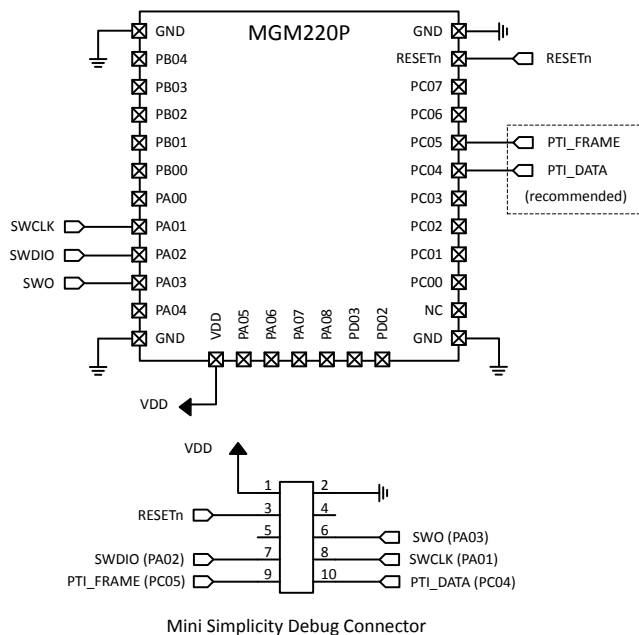 MGM220P
GND GND
PB04 RESETn RESETn
PB03 PC07
PB02 PC06
PB01 PC05 PTI_FRAME
PB00 PC04 PTI_DATA
PA00 PC03 (recommended)
SWCLK PA01 PC02
SWDIO PA02 PC01
SWO PA03 PC00
PA04 NC
GND VDD PA05 PA06 PA07 PA08 PD03 PD02 GND
VDD
VDD
1 2
RESETn 3 4
5 6 SWO (PA03)
SWDIO (PA02) 7 8 SWCLK (PA01)
PTI_FRAME (PC05) 9 10 PTI_DATA (PC04)
Mini Simplicity Debug Connector